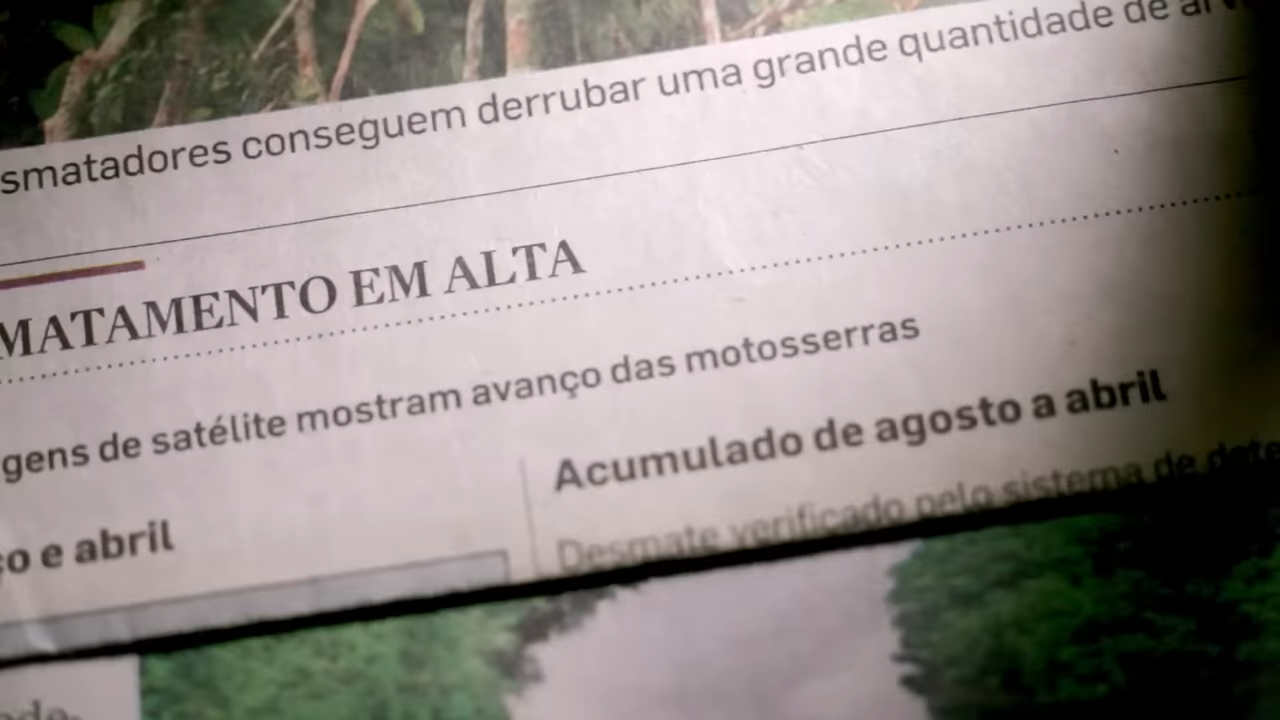 smatadores conseguem derrubar uma grande quantidade de
MATAMENTO EM ALTA
gens de satélite mostram avanço das motosserras
o e abril
Acumulado de agosto a abril
Desmate verificado pelo sistema de dete